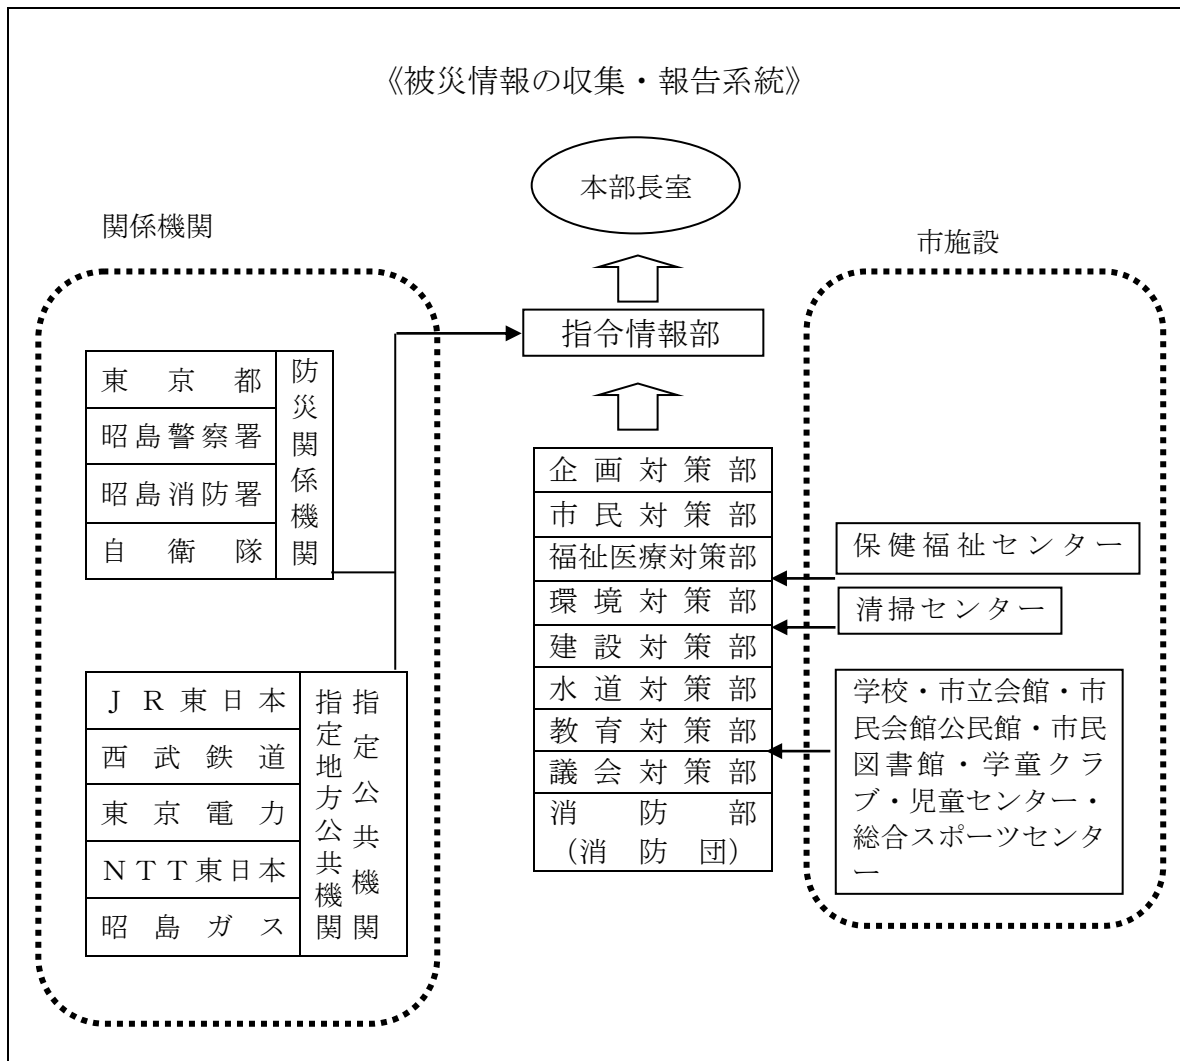 《被災情報の収集・報告系統》
本部長室
関係機関
市施設
指令情報部
東京都
昭島警察署
昭島消防署
自衛隊
防災関係機関
JR東日本
西武鉄道
東京電力
NTT東日本
昭島ガス
指定公共機関
指定地方公共機関
企画対策部
市民対策部
福祉医療対策部
環境対策部
建設対策部
水道対策部
教育対策部
議会対策部
消防部
(消防団)
保健福祉センター
清掃センター
学校・市立会館・市
民会館公民館・市民
図書館・学童クラ
ブ・児童センター・
総合スポーツセンタ
ー